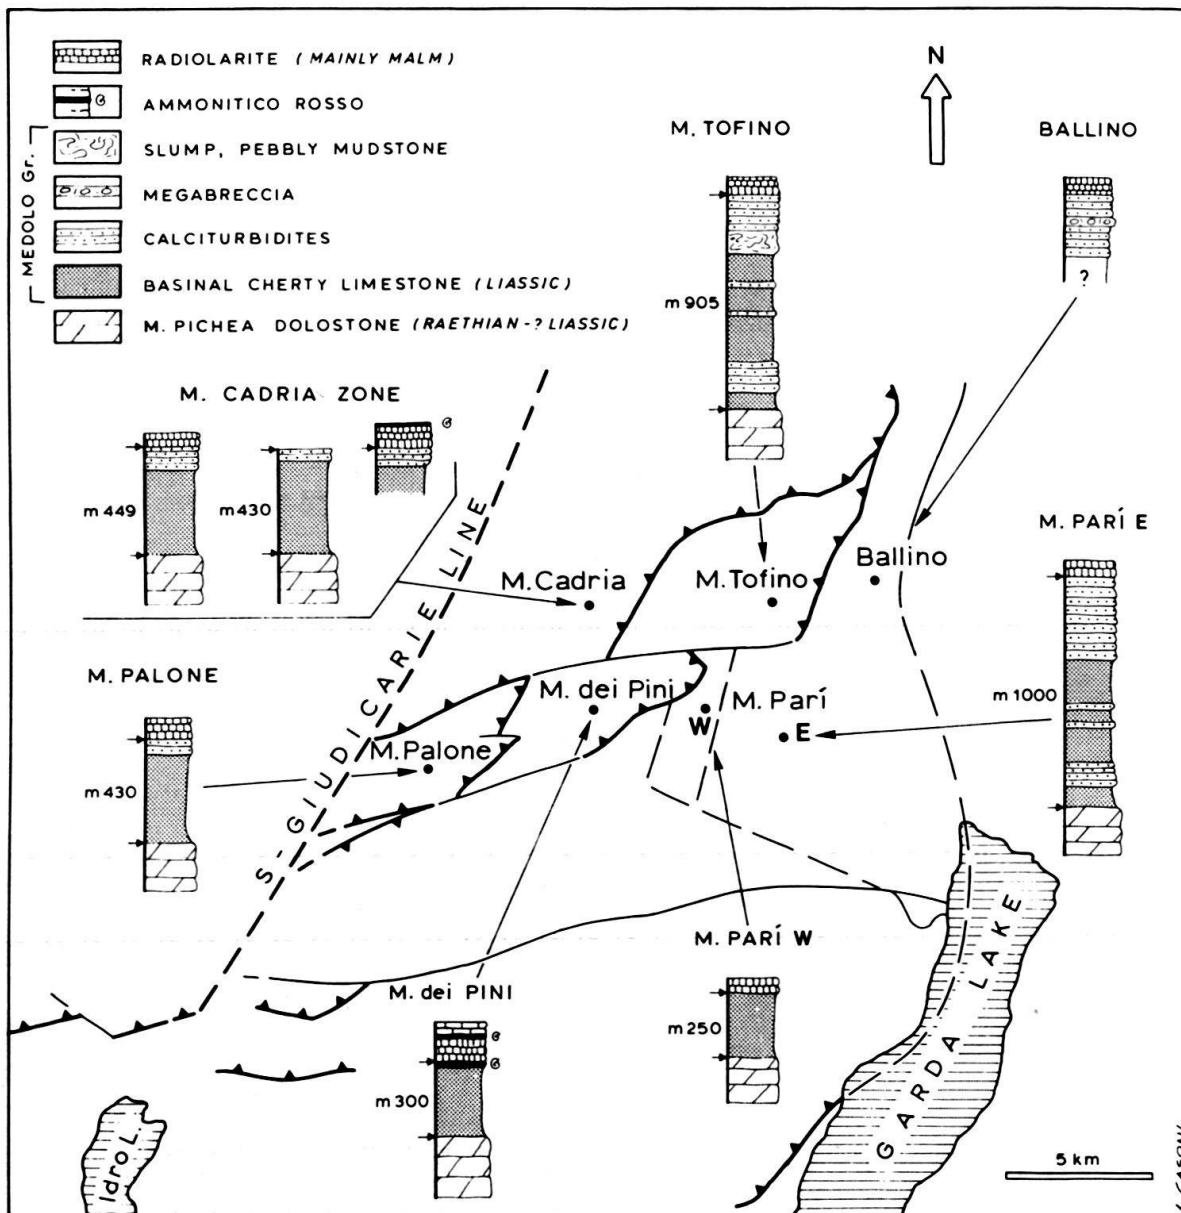 RADIOLARITE (MAINLY MALM)
AMMONITICO ROSSO
SLUMP, PEBBLY MUDSTONE
MEGABRECCIA
CALCITURBIDITES
BASINAL CHERTY LIMESTONE (LIASSIC)
M. PICHEA DOLOSTONE (RAETHIAN-? LIASSIC)
MEDOLO Gr.
N
M. TOFINO
BALLINO
m 905
?
M. CADRIA ZONE
m 449
m 430
M. PARÍ E
m 1000
S-GIUDICARIE LINE
M. Cadria
M. Tofino
Ballino
M. PALONE
m 430
M. dei Pini
M. Parí
W
E
M. Palone
M. PARÍ W
m 250
M. dei PINI
m 300
GARDA LAKE
Idro L.
5 km